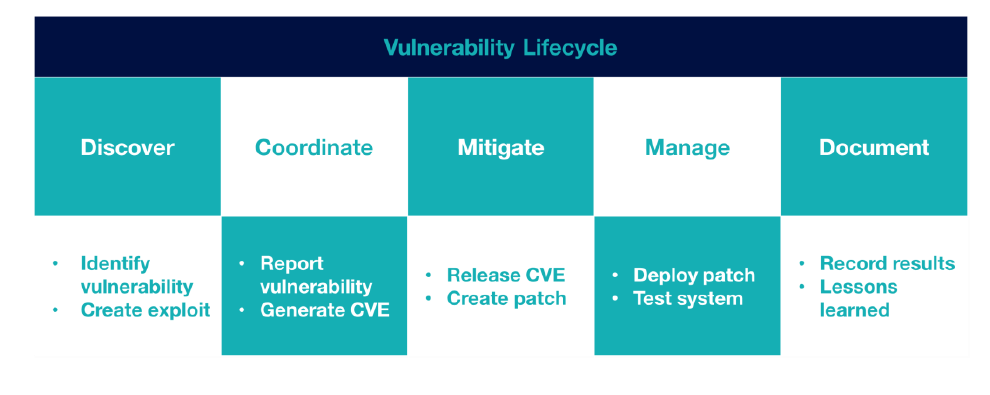 Vulnerability Lifecycle
Discover
Coordinate
Mitigate
Manage
Document
• Identify
vulnerability
• Create exploit
• Report
vulnerability
• Generate CVE
• Release CVE
• Create patch
• Deploy patch
• Test system
• Record results
• Lessons
learned